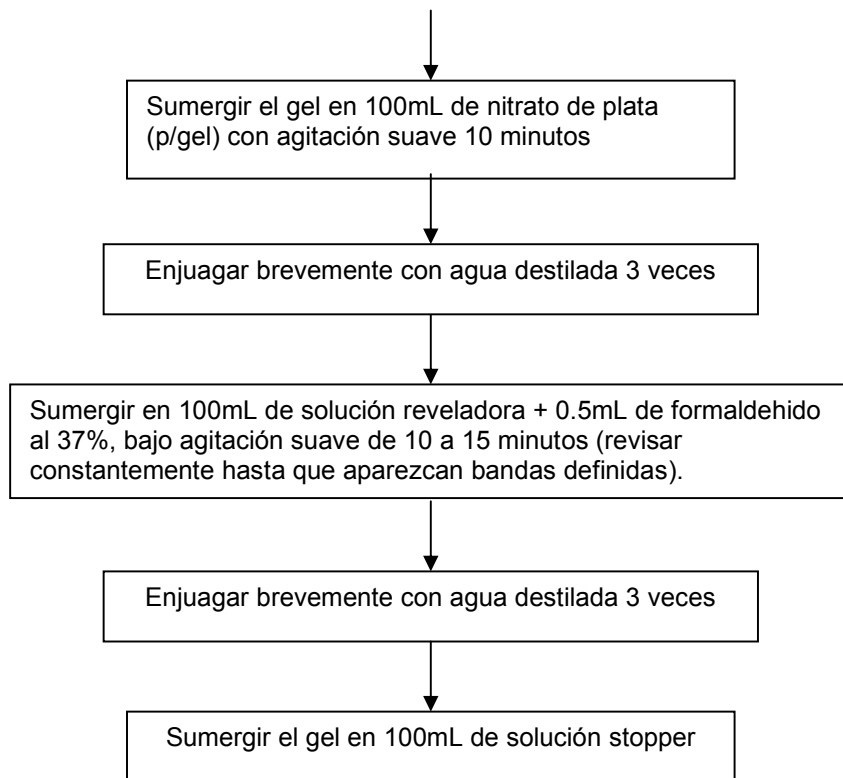 Sumergir el gel en 100mL de nitrato de plata
(p/gel) con agitación suave 10 minutos
Enjuagar brevemente con agua destilada 3 veces
Sumergir en 100mL de solución reveladora + 0.5mL de formaldehido
al 37%, bajo agitación suave de 10 a 15 minutos (revisar
constantemente hasta que aparezcan bandas definidas).
Enjuagar brevemente con agua destilada 3 veces
Sumergir el gel en 100mL de solución stopper